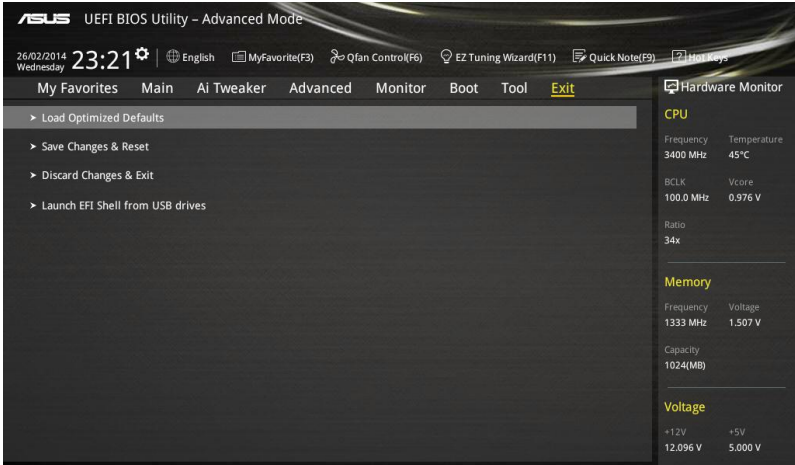 ASUS UEFI BIOS Utility – Advanced Mode
26/02/2014
Wednesday
23:21
English
MyFavorite(F3)
Qfan Control(F6)
EZ Tuning Wizard(F11)
Quick Note(F9)
? Hot Keys
My Favorites Main Ai Tweaker Advanced Monitor Boot Tool Exit
> Load Optimized Defaults
> Save Changes & Reset
> Discard Changes & Exit
> Launch EFI Shell from USB drives
Hardware Monitor
CPU
Frequency Temperature
3400 MHz 45°C
BCLK Vcore
100.0 MHz 0.976 V
Ratio
34x
Memory
Frequency Voltage
1333 MHz 1.507 V
Capacity
1024(MB)
Voltage
+12V +5V
12.096 V 5.000 V